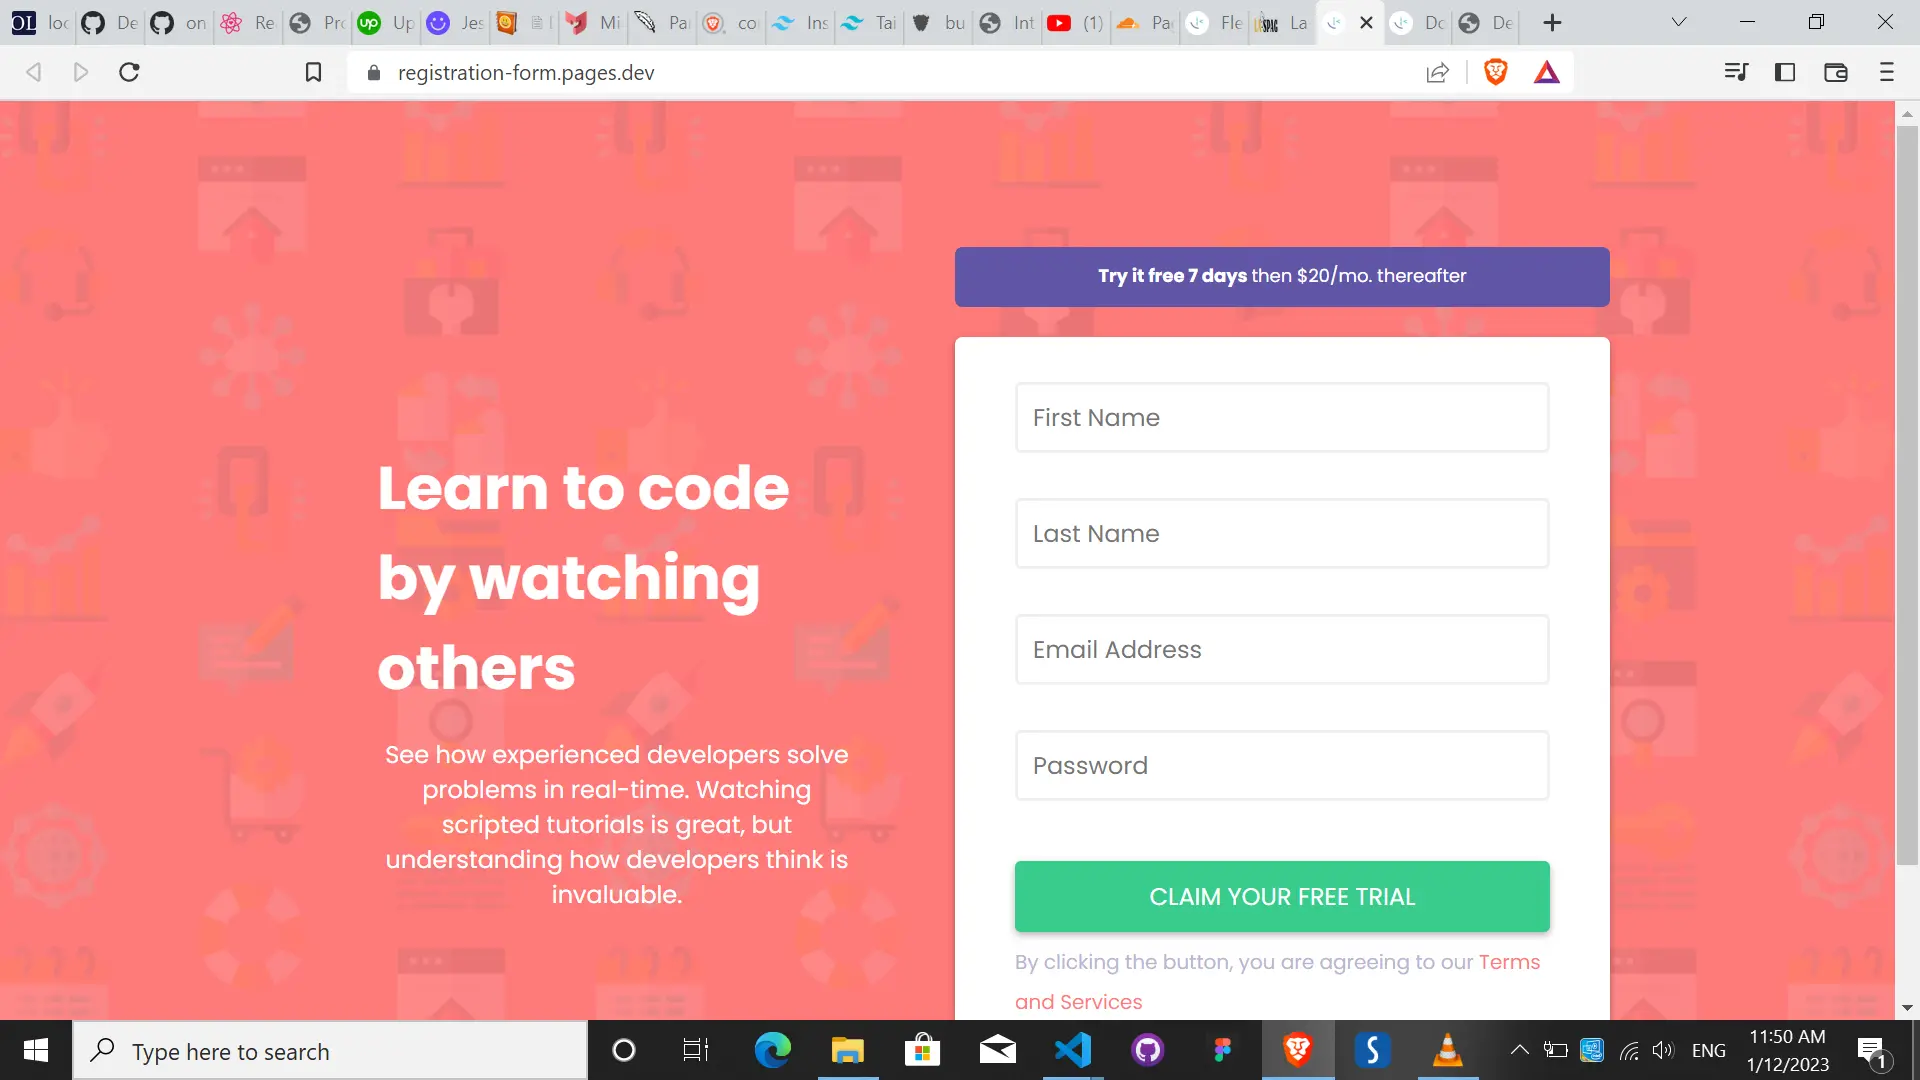 loc
De
on
Re
Pro
Up
Jes
Mi
Pa
co
Ins
Tai
bu
Int
(1)
Pa
Fle
La
Do
De
registration-form.pages.dev
Try it free 7 days then $20/mo. thereafter
Learn to code
by watching
others
See how experienced developers solve
problems in real-time. Watching
scripted tutorials is great, but
understanding how developers think is
invaluable.
First Name
Last Name
Email Address
Password
CLAIM YOUR FREE TRIAL
By clicking the button, you are agreeing to our Terms
and Services
Type here to search
ENG
11:50 AM
1/12/2023
1